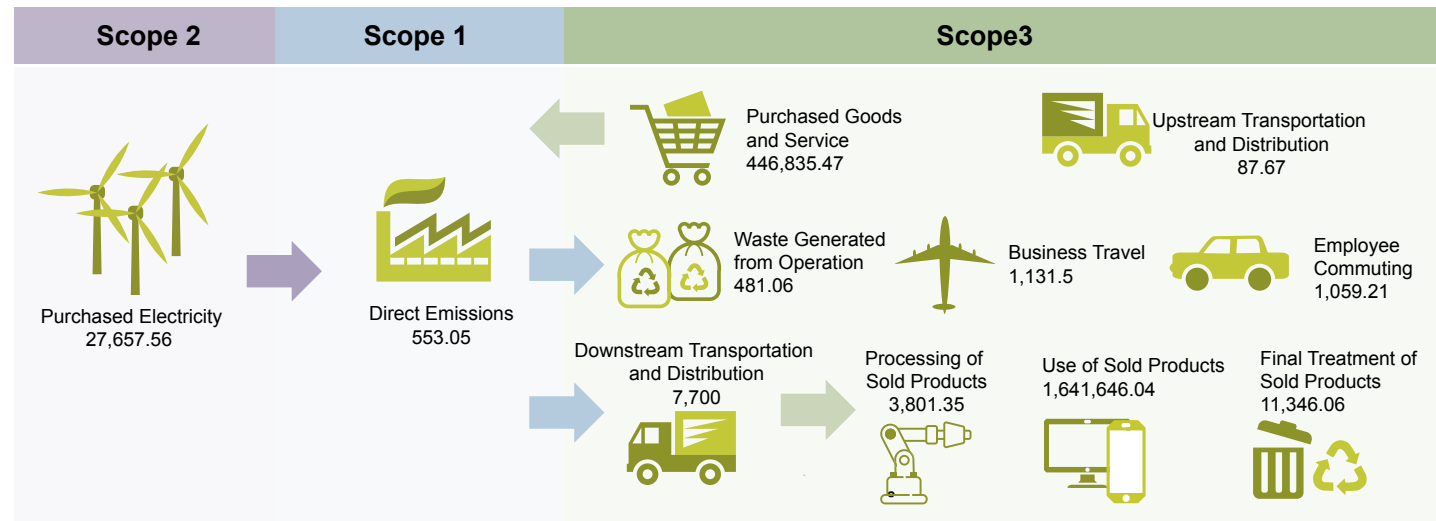 Scope 2
Scope 1
Scope3
Purchased Electricity
27,657.56
Direct Emissions
553.05
Purchased Goods
and Service
446,835.47
Upstream Transportation
and Distribution
87.67
Waste Generated
from Operation
481.06
Business Travel
1,131.5
Employee
Commuting
1,059.21
Downstream Transportation
and Distribution
7,700
Processing of
Sold Products
3,801.35
Use of Sold Products
1,641,646.04
Final Treatment of
Sold Products
11,346.06